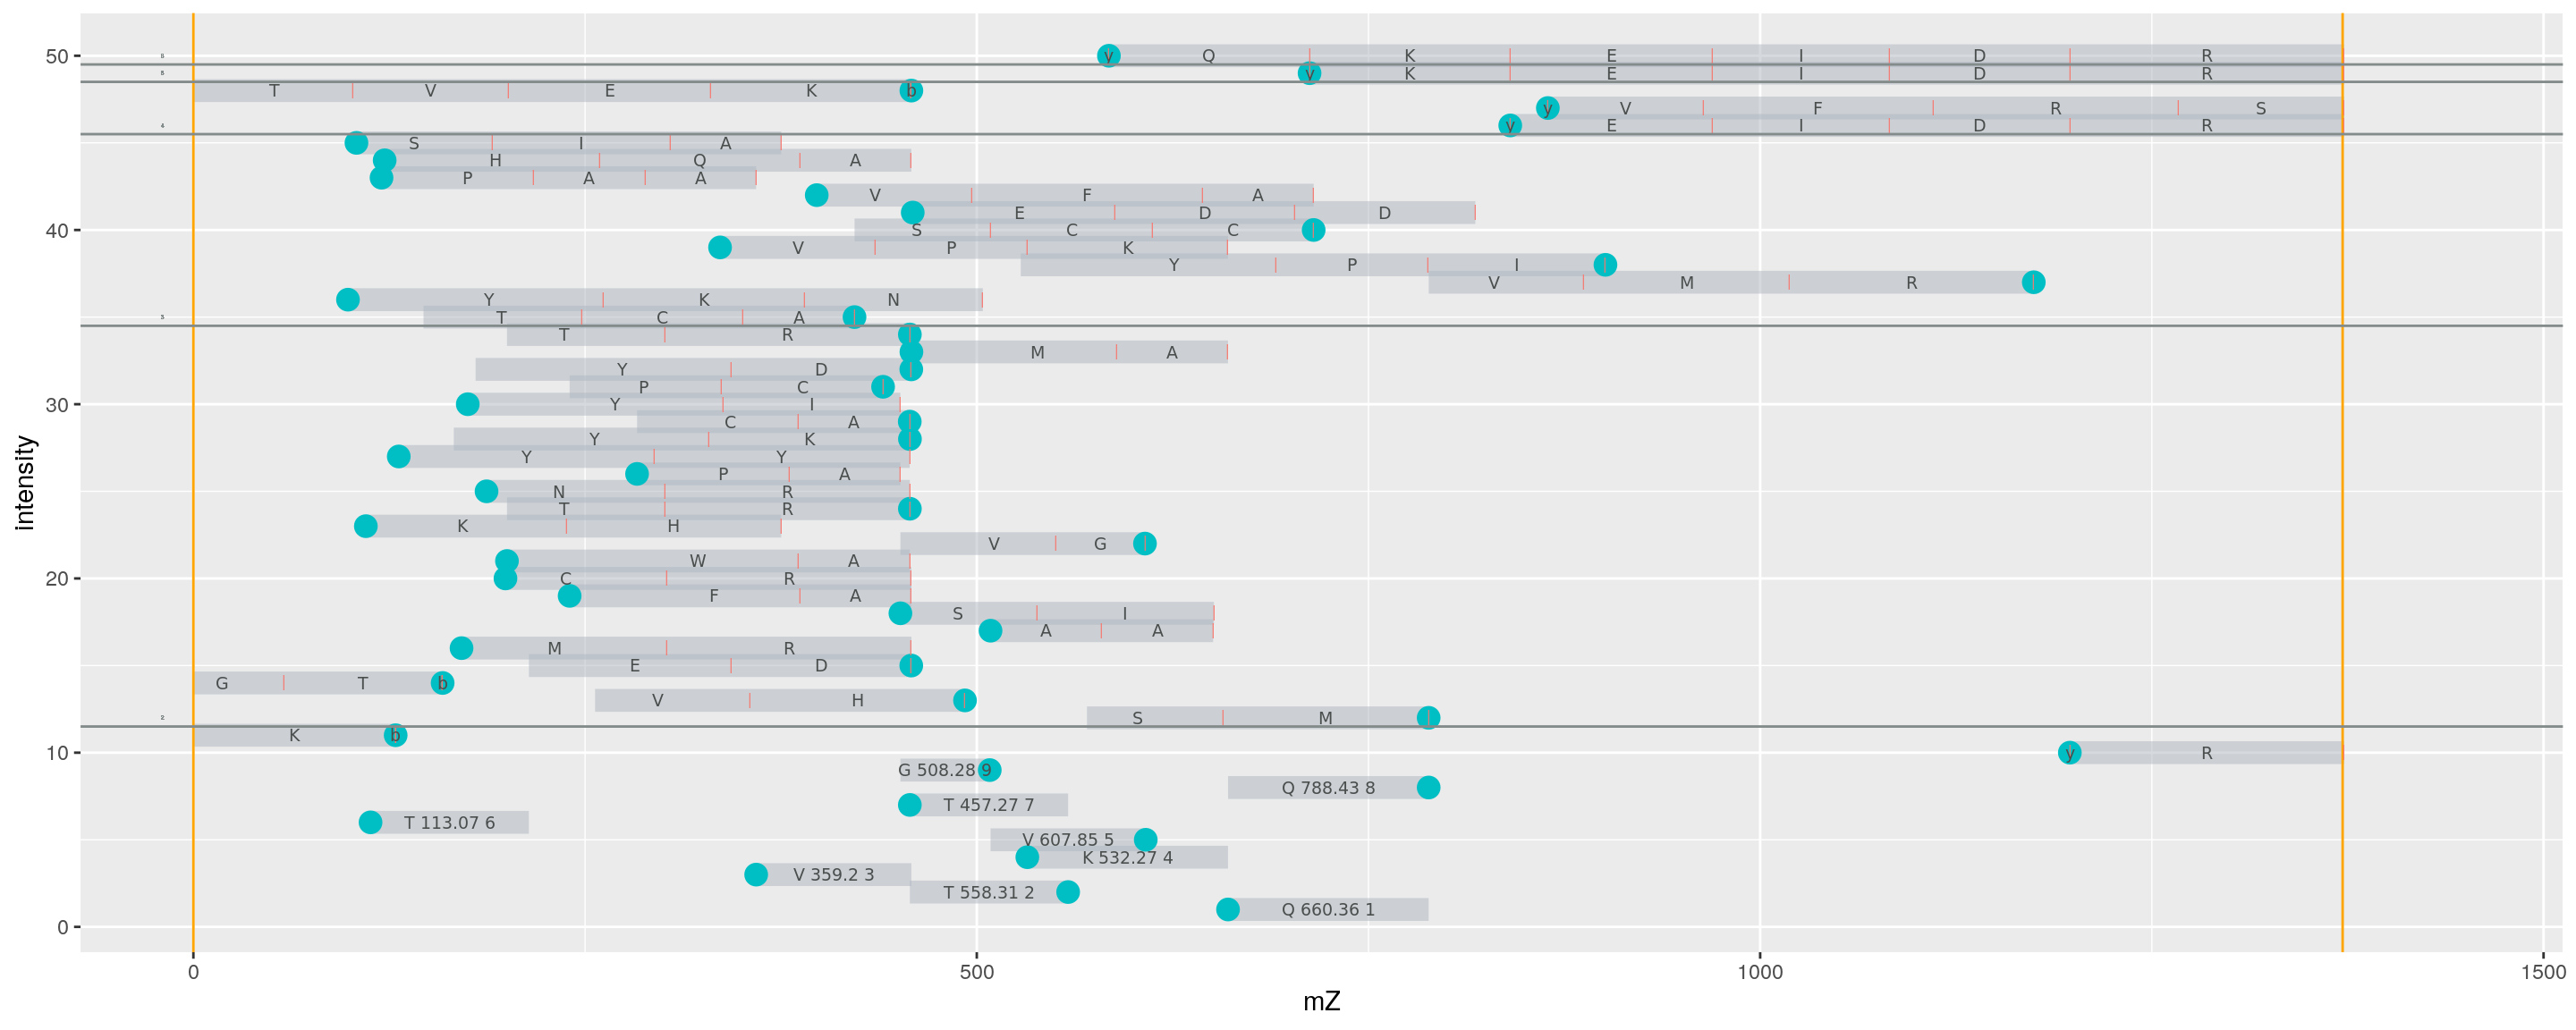 50
y Q K E I D R
y K E I D R
T V E K b
y V F R S
y E I D R
S I A
H Q A
P A A
V F A
E D D
40
S C C
V P K
Y P I
V M R
Y K N
T C A
T R
M A
Y D
P C
30
Y I
C A
Y K
Y Y
P A
N R
T R
K H
V G
W A
20
C R
F A
S I
A A
M R
E D
G T b
V H
S M
K b
10
y R
G 508.28 9
Q 788.43 8
T 457.27 7
T 113.07 6
V 607.85 5
K 532.27 4
V 359.2 3
T 558.31 2
Q 660.36 1
0
0 500 1000 1500
mZ
intensity